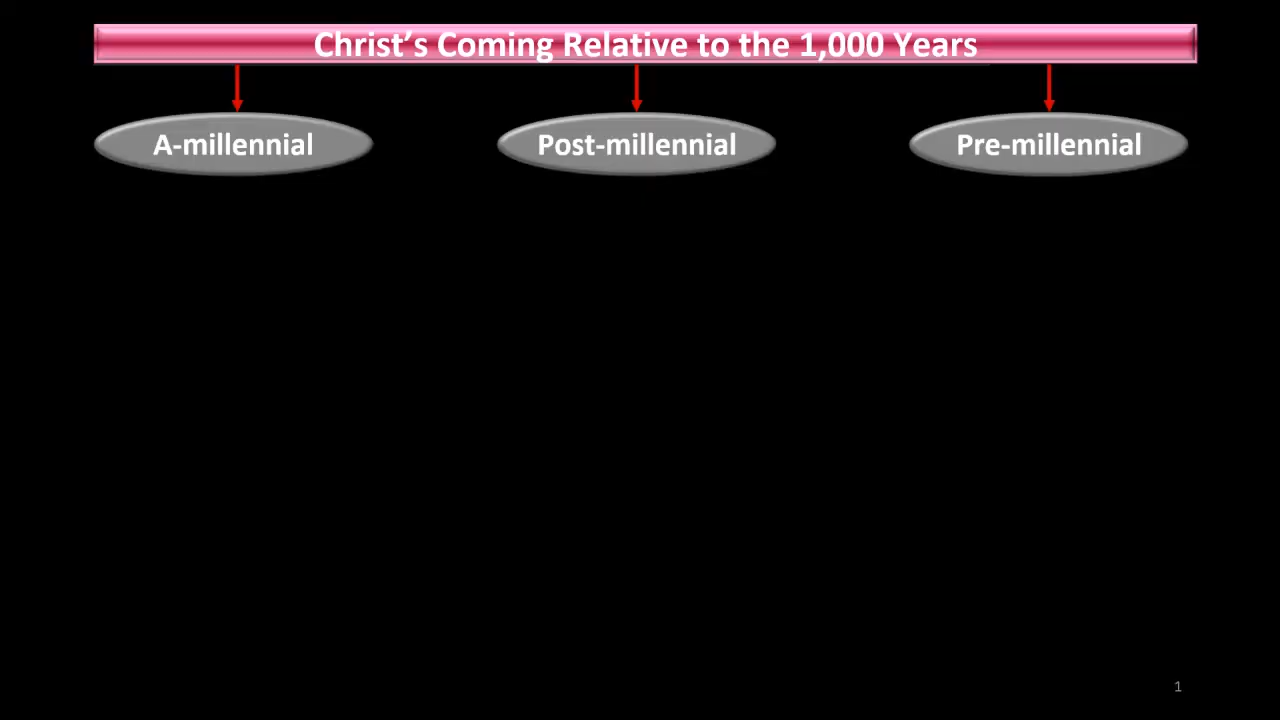 Christ’s Coming Relative to the 1,000 Years
A-millennial
Post-millennial
Pre-millennial
1